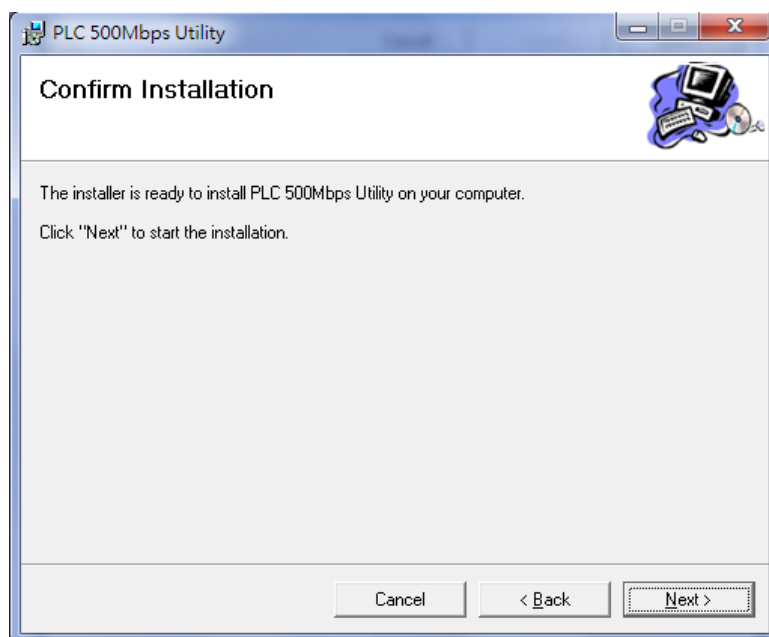 PLC 500Mbps Utility
Confirm Installation
The installer is ready to install PLC 500Mbps Utility on your computer.
Click "Next" to start the installation.
Cancel
< Back
Next >